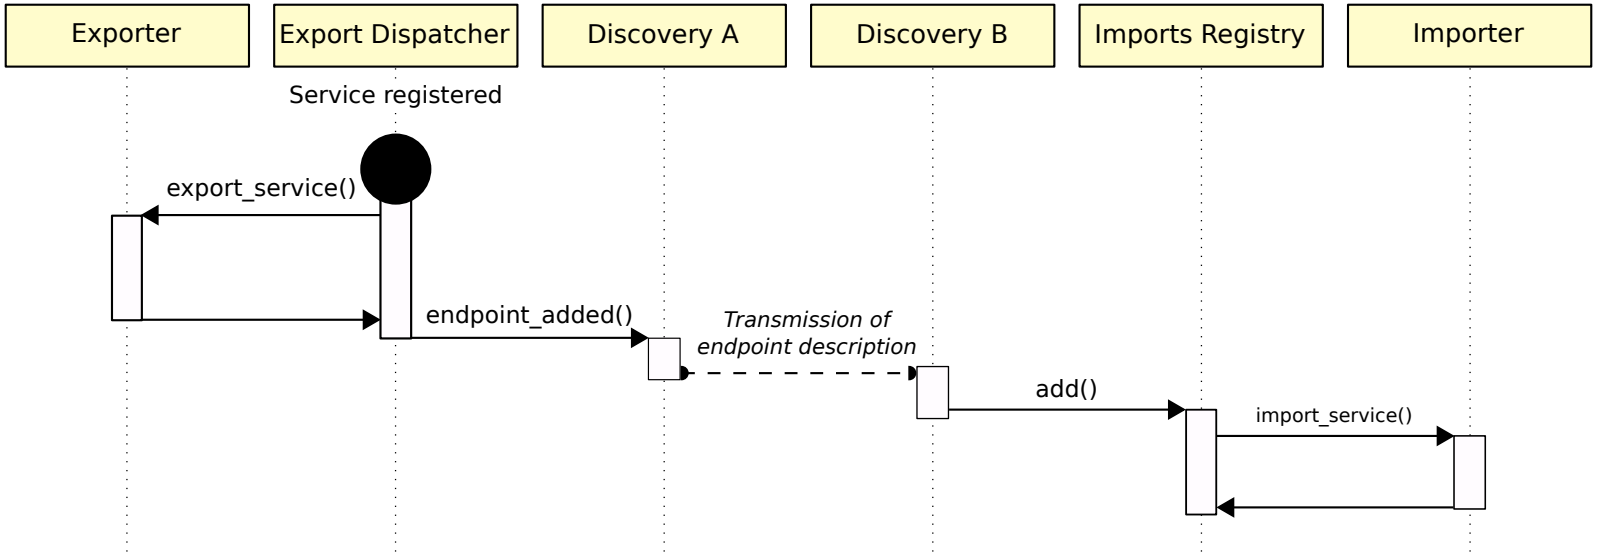 Exporter
Export Dispatcher
Discovery A
Discovery B
Imports Registry
Importer
Service registered
export_service()
endpoint_added()
Transmission of
endpoint description
add()
import_service()